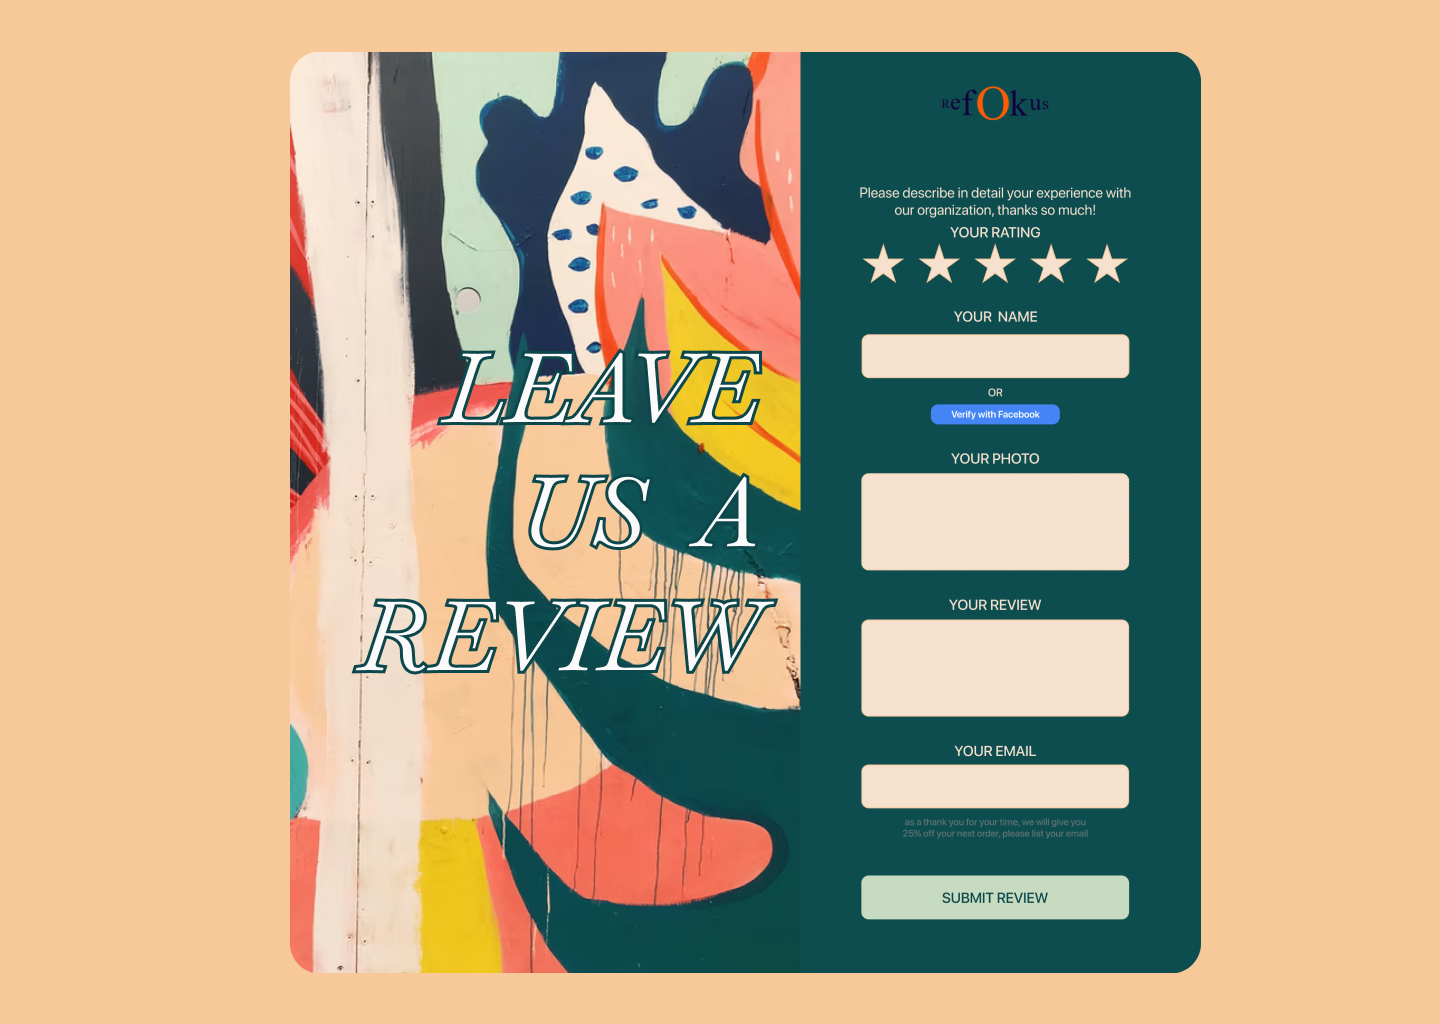 LEAVE
US A
REVIEW
RefOkus
Please describe in detail your experience with
our organization, thanks so much!
YOUR RATING
YOUR NAME
OR
Verify with Facebook
YOUR PHOTO
YOUR REVIEW
YOUR EMAIL
as a thank you for your time, we will give you
25% off your next order, please list your email
SUBMIT REVIEW